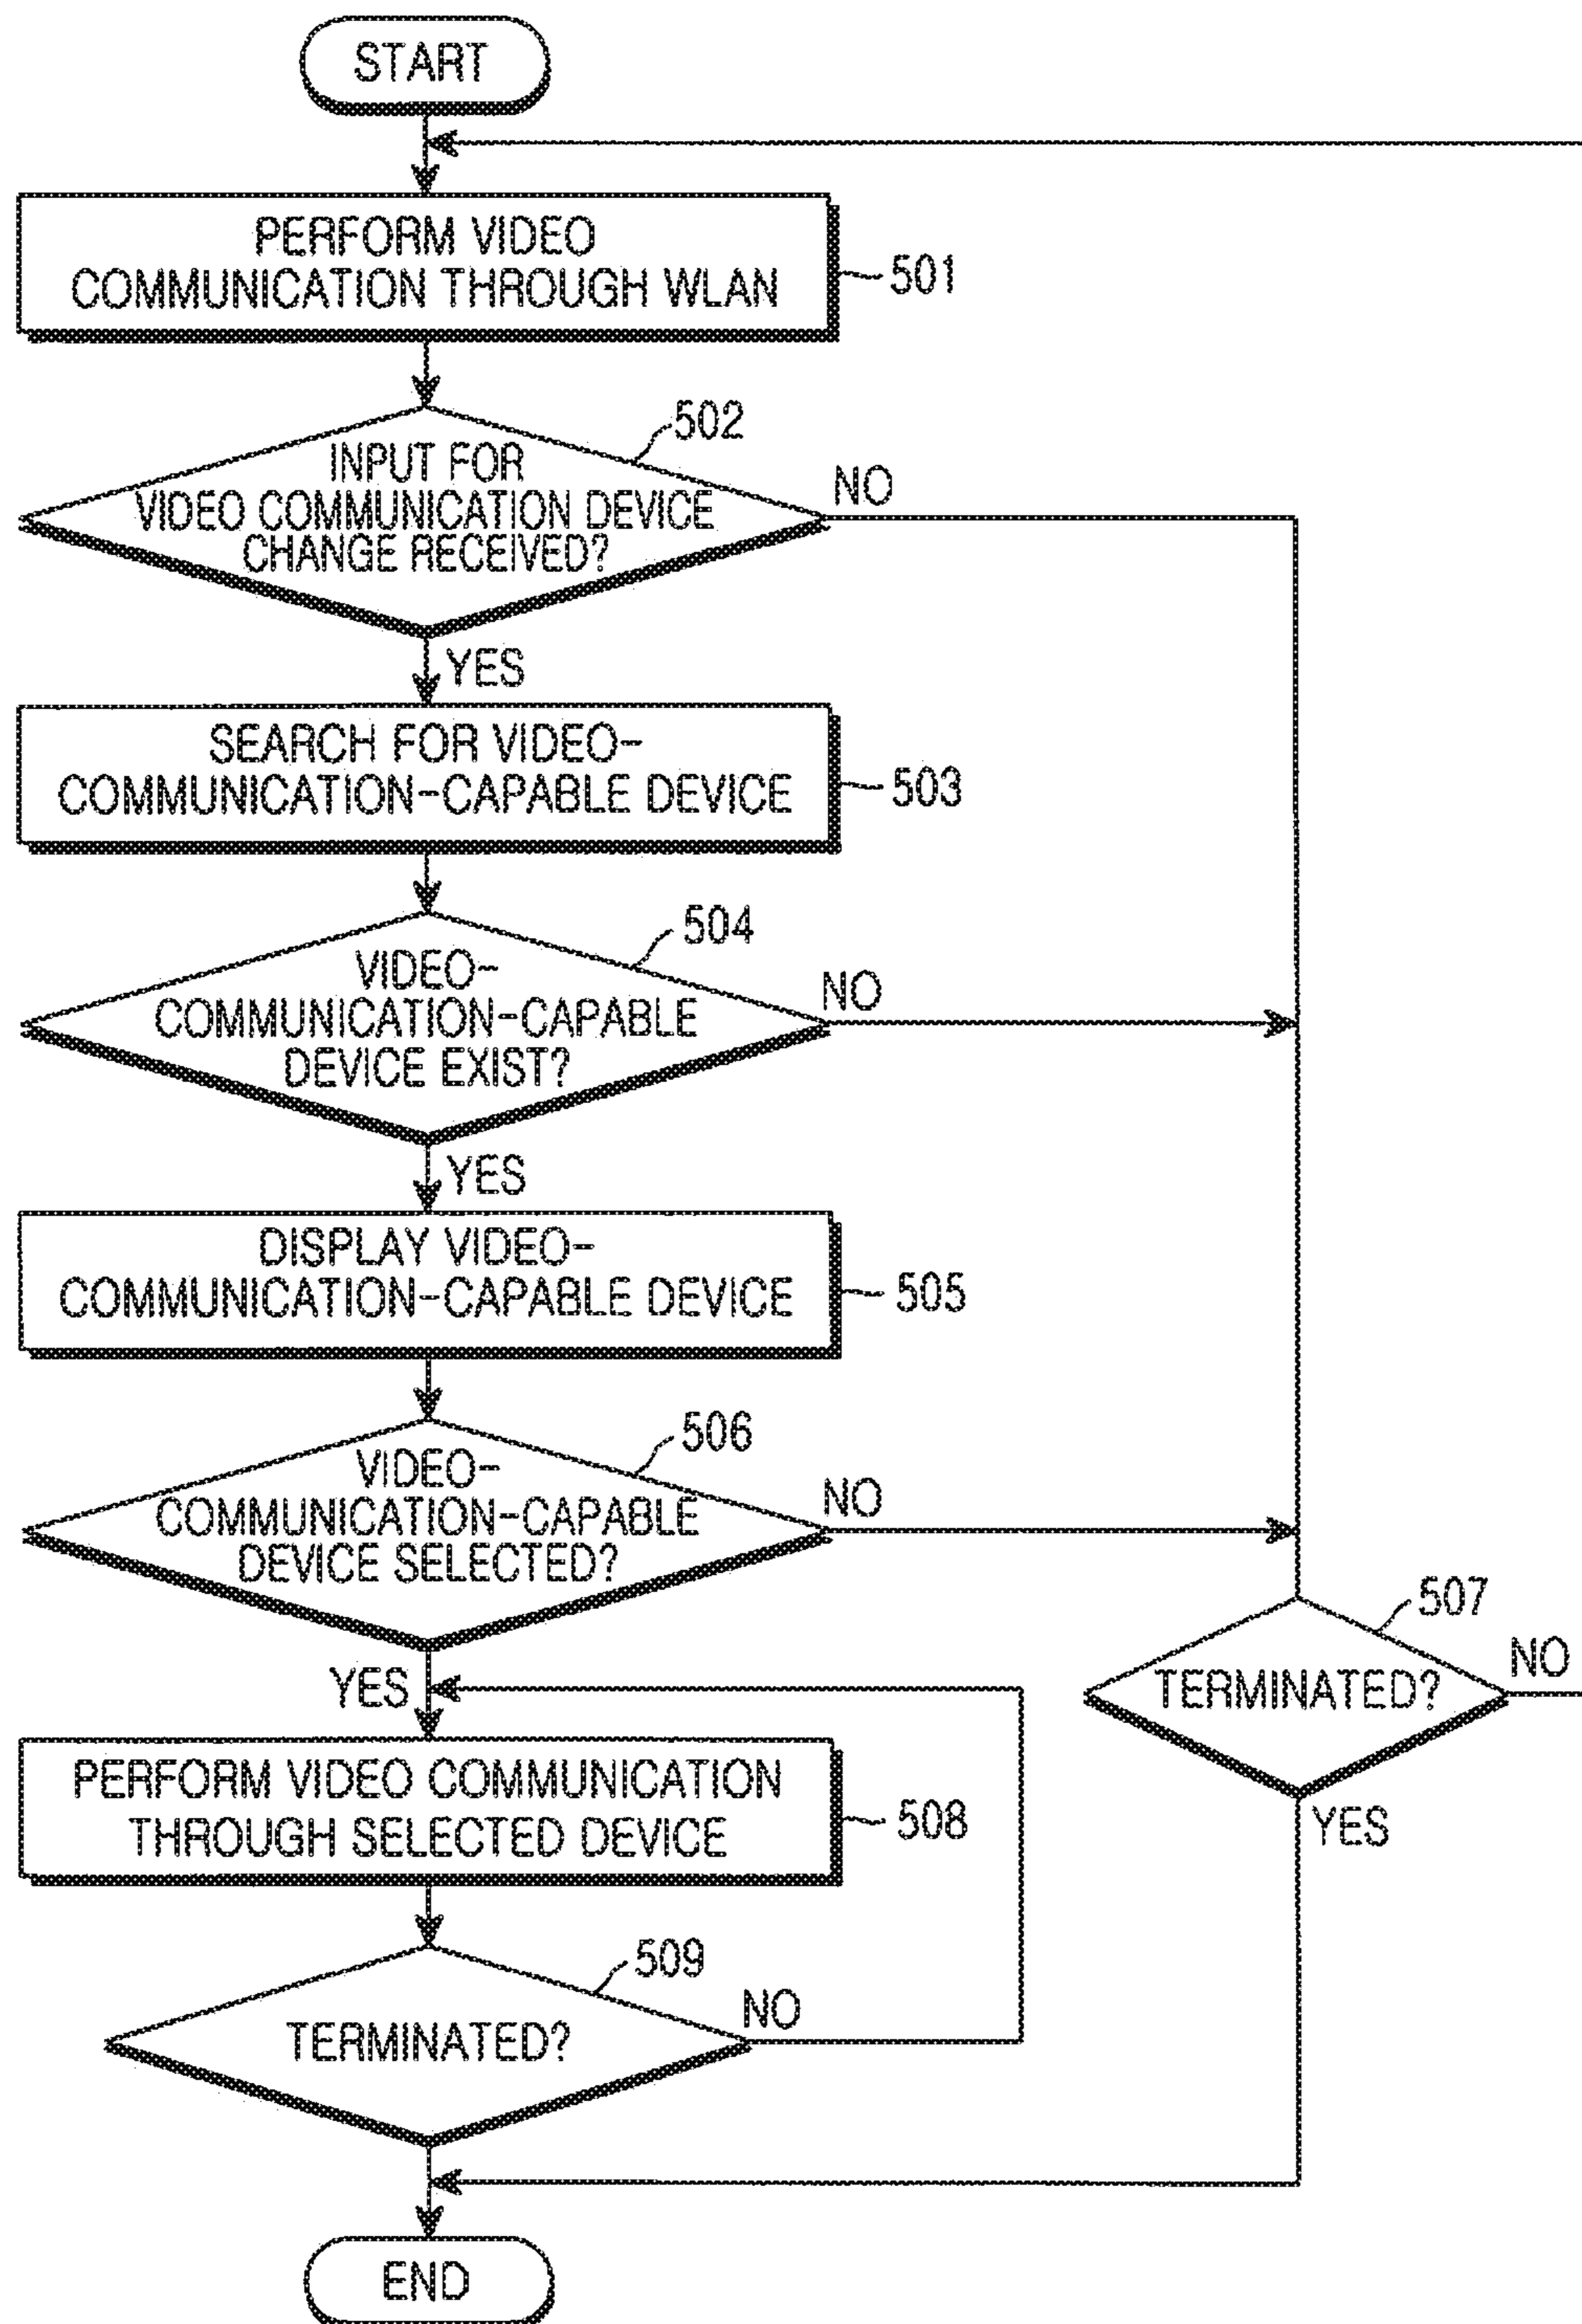 START
PERFORM VIDEO
COMMUNICATION THROUGH WLAN
501
502
INPUT FOR
VIDEO COMMUNICATION DEVICE
CHANGE RECEIVED?
NO
YES
SEARCH FOR VIDEO-
COMMUNICATION-CAPABLE DEVICE
503
504
VIDEO-
COMMUNICATION-CAPABLE
DEVICE EXIST?
NO
YES
DISPLAY VIDEO-
COMMUNICATION-CAPABLE DEVICE
505
506
VIDEO-
COMMUNICATION-CAPABLE
DEVICE SELECTED?
NO
YES
507
TERMINATED?
NO
YES
PERFORM VIDEO COMMUNICATION
THROUGH SELECTED DEVICE
508
509
TERMINATED?
NO
END